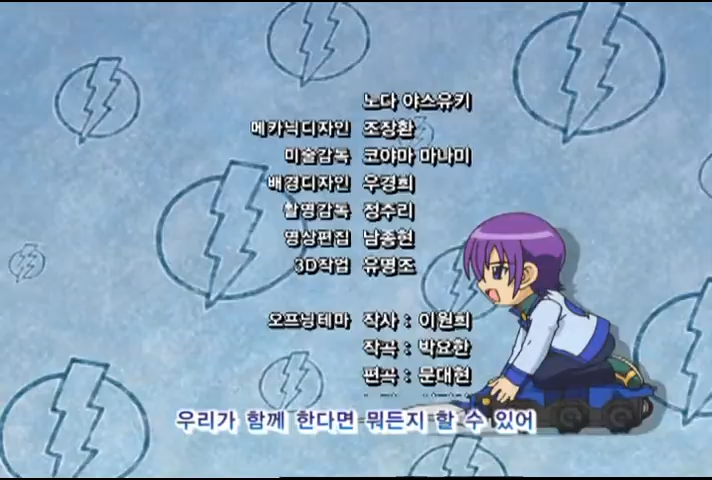 노다 야스유키
메카닉디자인 조장환
미술감독 코야마 마나미
배경디자인 우경희
촬영감독 정수리
영상편집 남종현
3D작업 유명조
오프닝테마 작사 : 이원희
작곡 : 박요한
편곡 : 문대현
우리가 함께 한다면 뭐든지 할 수 있어